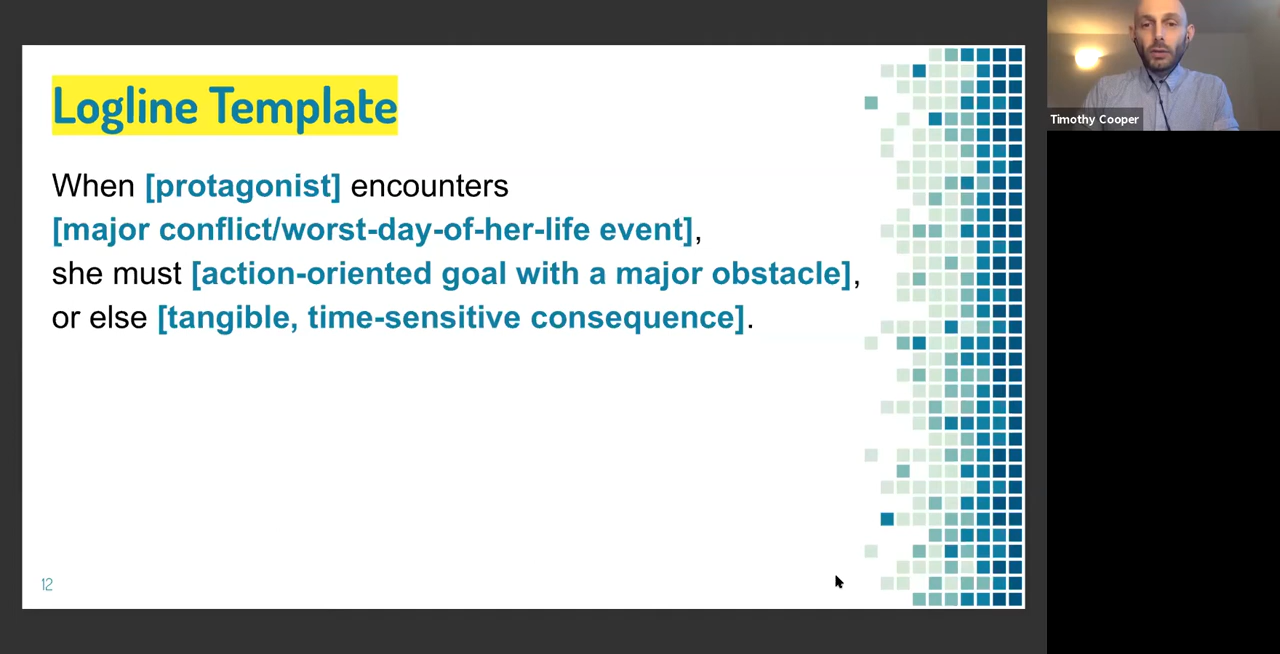 Logline Template
When [protagonist] encounters
[major conflict/worst-day-of-her-life event],
she must [action-oriented goal with a major obstacle],
or else [tangible, time-sensitive consequence].
12
Timothy Cooper